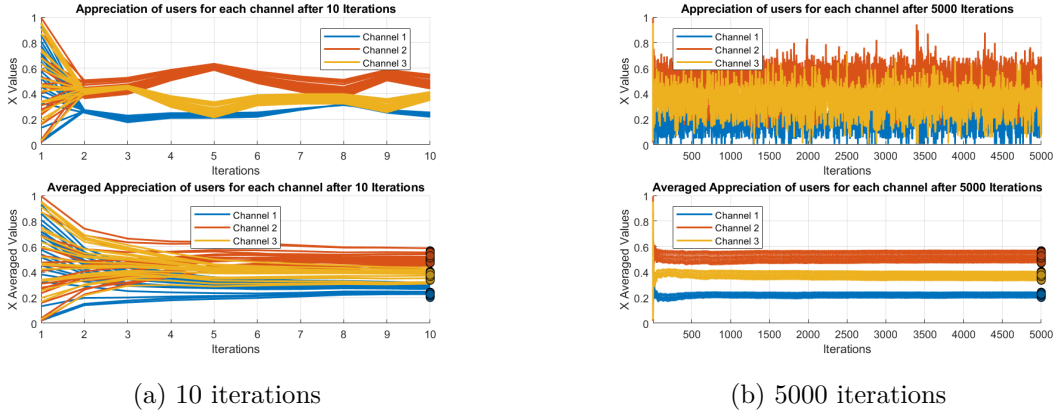 Appreciation of users for each channel after 10 Iterations
1
0.8
0.6
0.4
0.2
0
X Values
Channel 1
Channel 2
Channel 3
1 2 3 4 5 6 7 8 9 10
Iterations
Averaged Appreciation of users for each channel after 10 Iterations
1
0.8
0.6
0.4
0.2
0
X Averaged Values
Channel 1
Channel 2
Channel 3
1 2 3 4 5 6 7 8 9 10
Iterations
(a) 10 iterations
Appreciation of users for each channel after 5000 Iterations
1
0.8
0.6
0.4
0.2
0
X Values
Channel 1
Channel 2
Channel 3
500 1000 1500 2000 2500 3000 3500 4000 4500 5000
Iterations
Averaged Appreciation of users for each channel after 5000 Iterations
1
0.8
0.6
0.4
0.2
0
X Averaged Values
Channel 1
Channel 2
Channel 3
500 1000 1500 2000 2500 3000 3500 4000 4500 5000
Iterations
(b) 5000 iterations